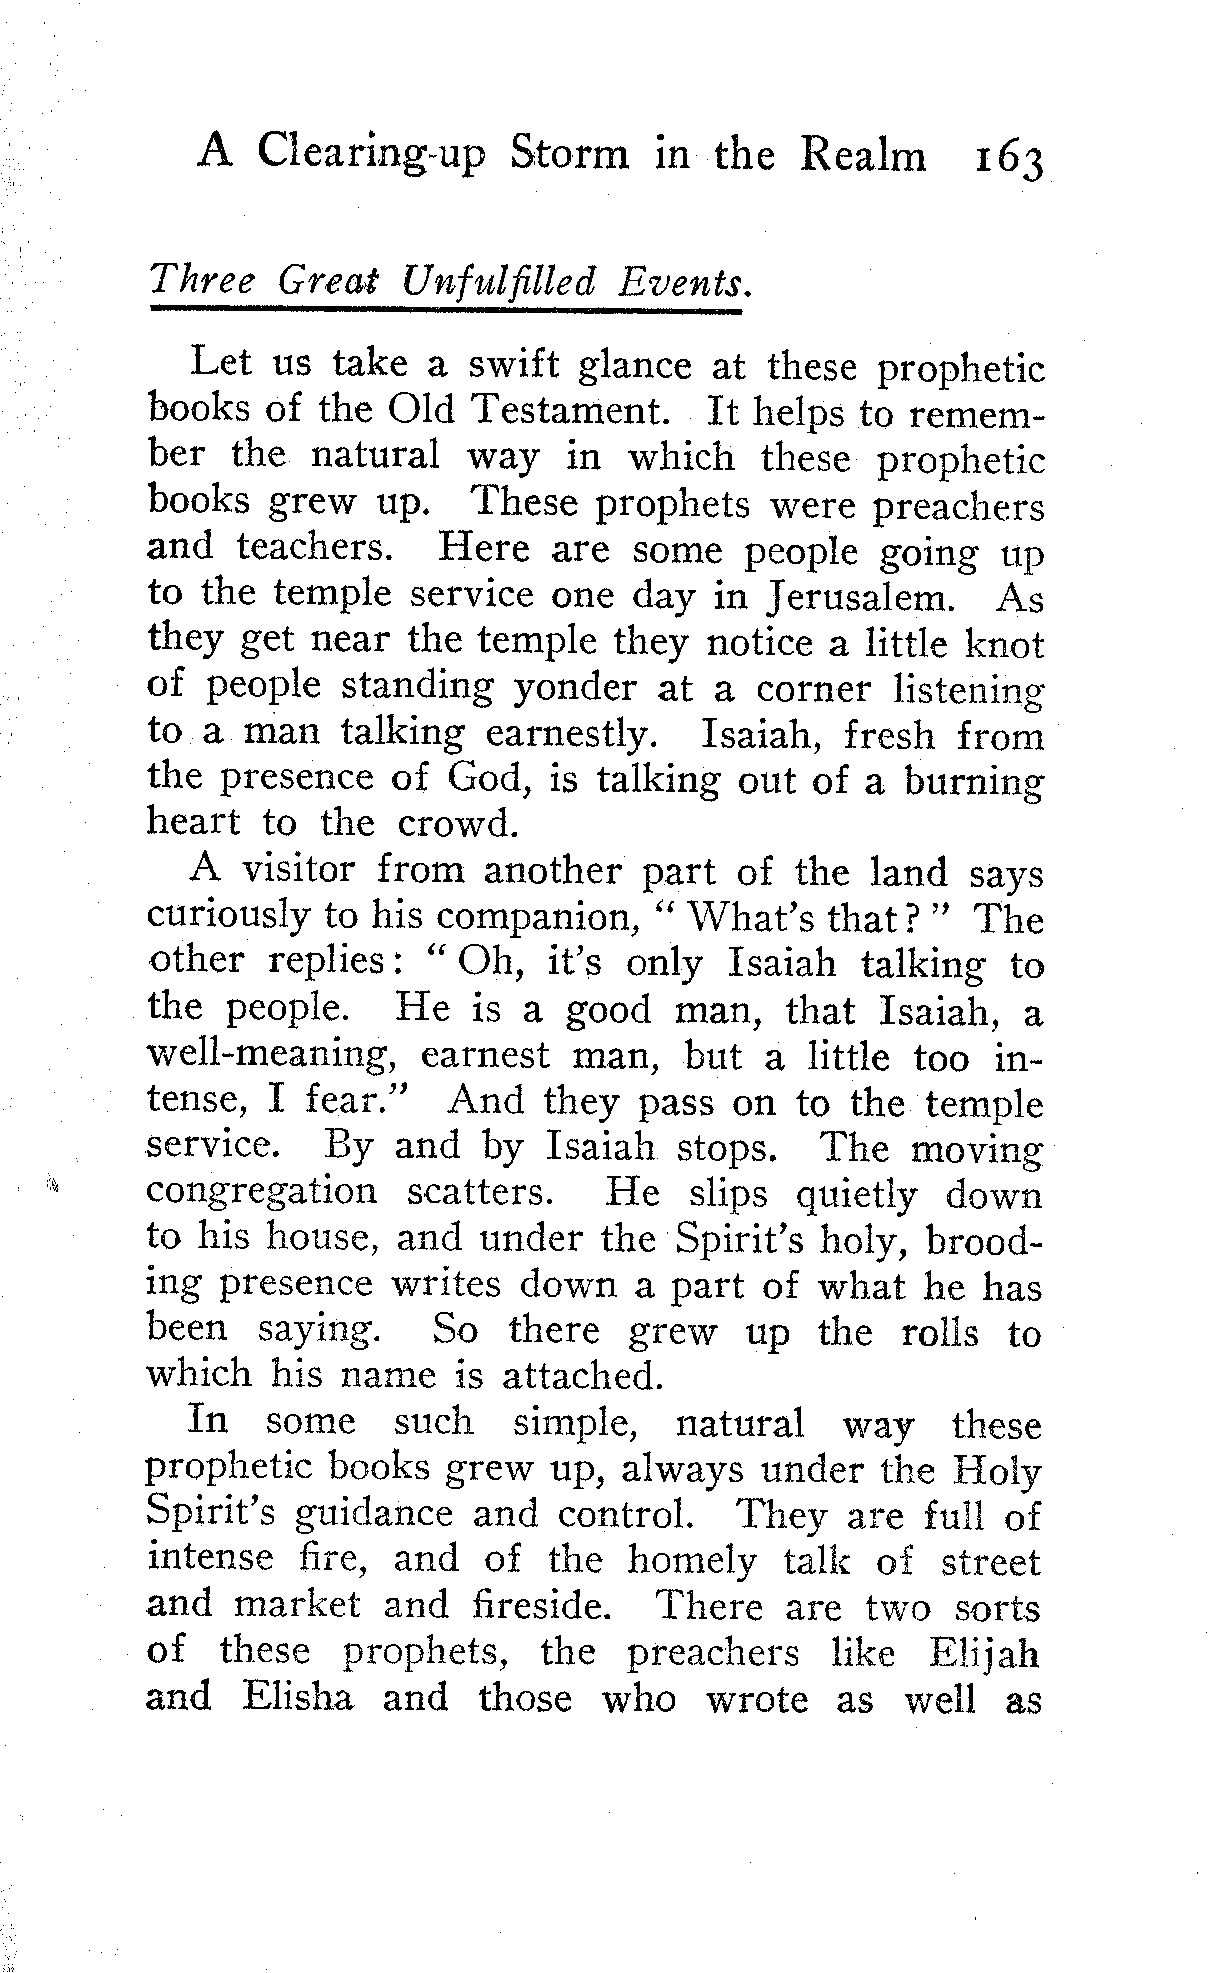 A Clearing-up Storm in the Realm 163
Three Great Unfulfilled Events.
Let us take a swift glance at these prophetic
books of the Old Testament. It helps to remem-
ber the natural way in which these prophetic
books grew up. These prophets were preachers
and teachers. Here are some people going up
to the temple service one day in Jerusalem. As
they get near the temple they notice a little knot
of people standing yonder at a corner listening
to a man talking earnestly. Isaiah, fresh from
the presence of God, is talking out of a burning
heart to the crowd.
A visitor from another part of the land says
curiously to his companion, “ What's that? ” The
other replies: “ Oh, it's only Isaiah talking to
the people. He is a good man, that Isaiah, a
well-meaning, earnest man, but a little too in-
tense, I fear.” And they pass on to the temple
service. By and by Isaiah stops. The moving
congregation scatters. He slips quietly down
to his house, and under the Spirit's holy, brood-
ing presence writes down a part of what he has
been saying. So there grew up the rolls to
which his name is attached.
In some such simple, natural way these
prophetic books grew up, always under the Holy
Spirit's guidance and control. They are full of
intense fire, and of the homely talk of street
and market and fireside. There are two sorts
of these prophets, the preachers like Elijah
and Elisha and those who wrote as well as